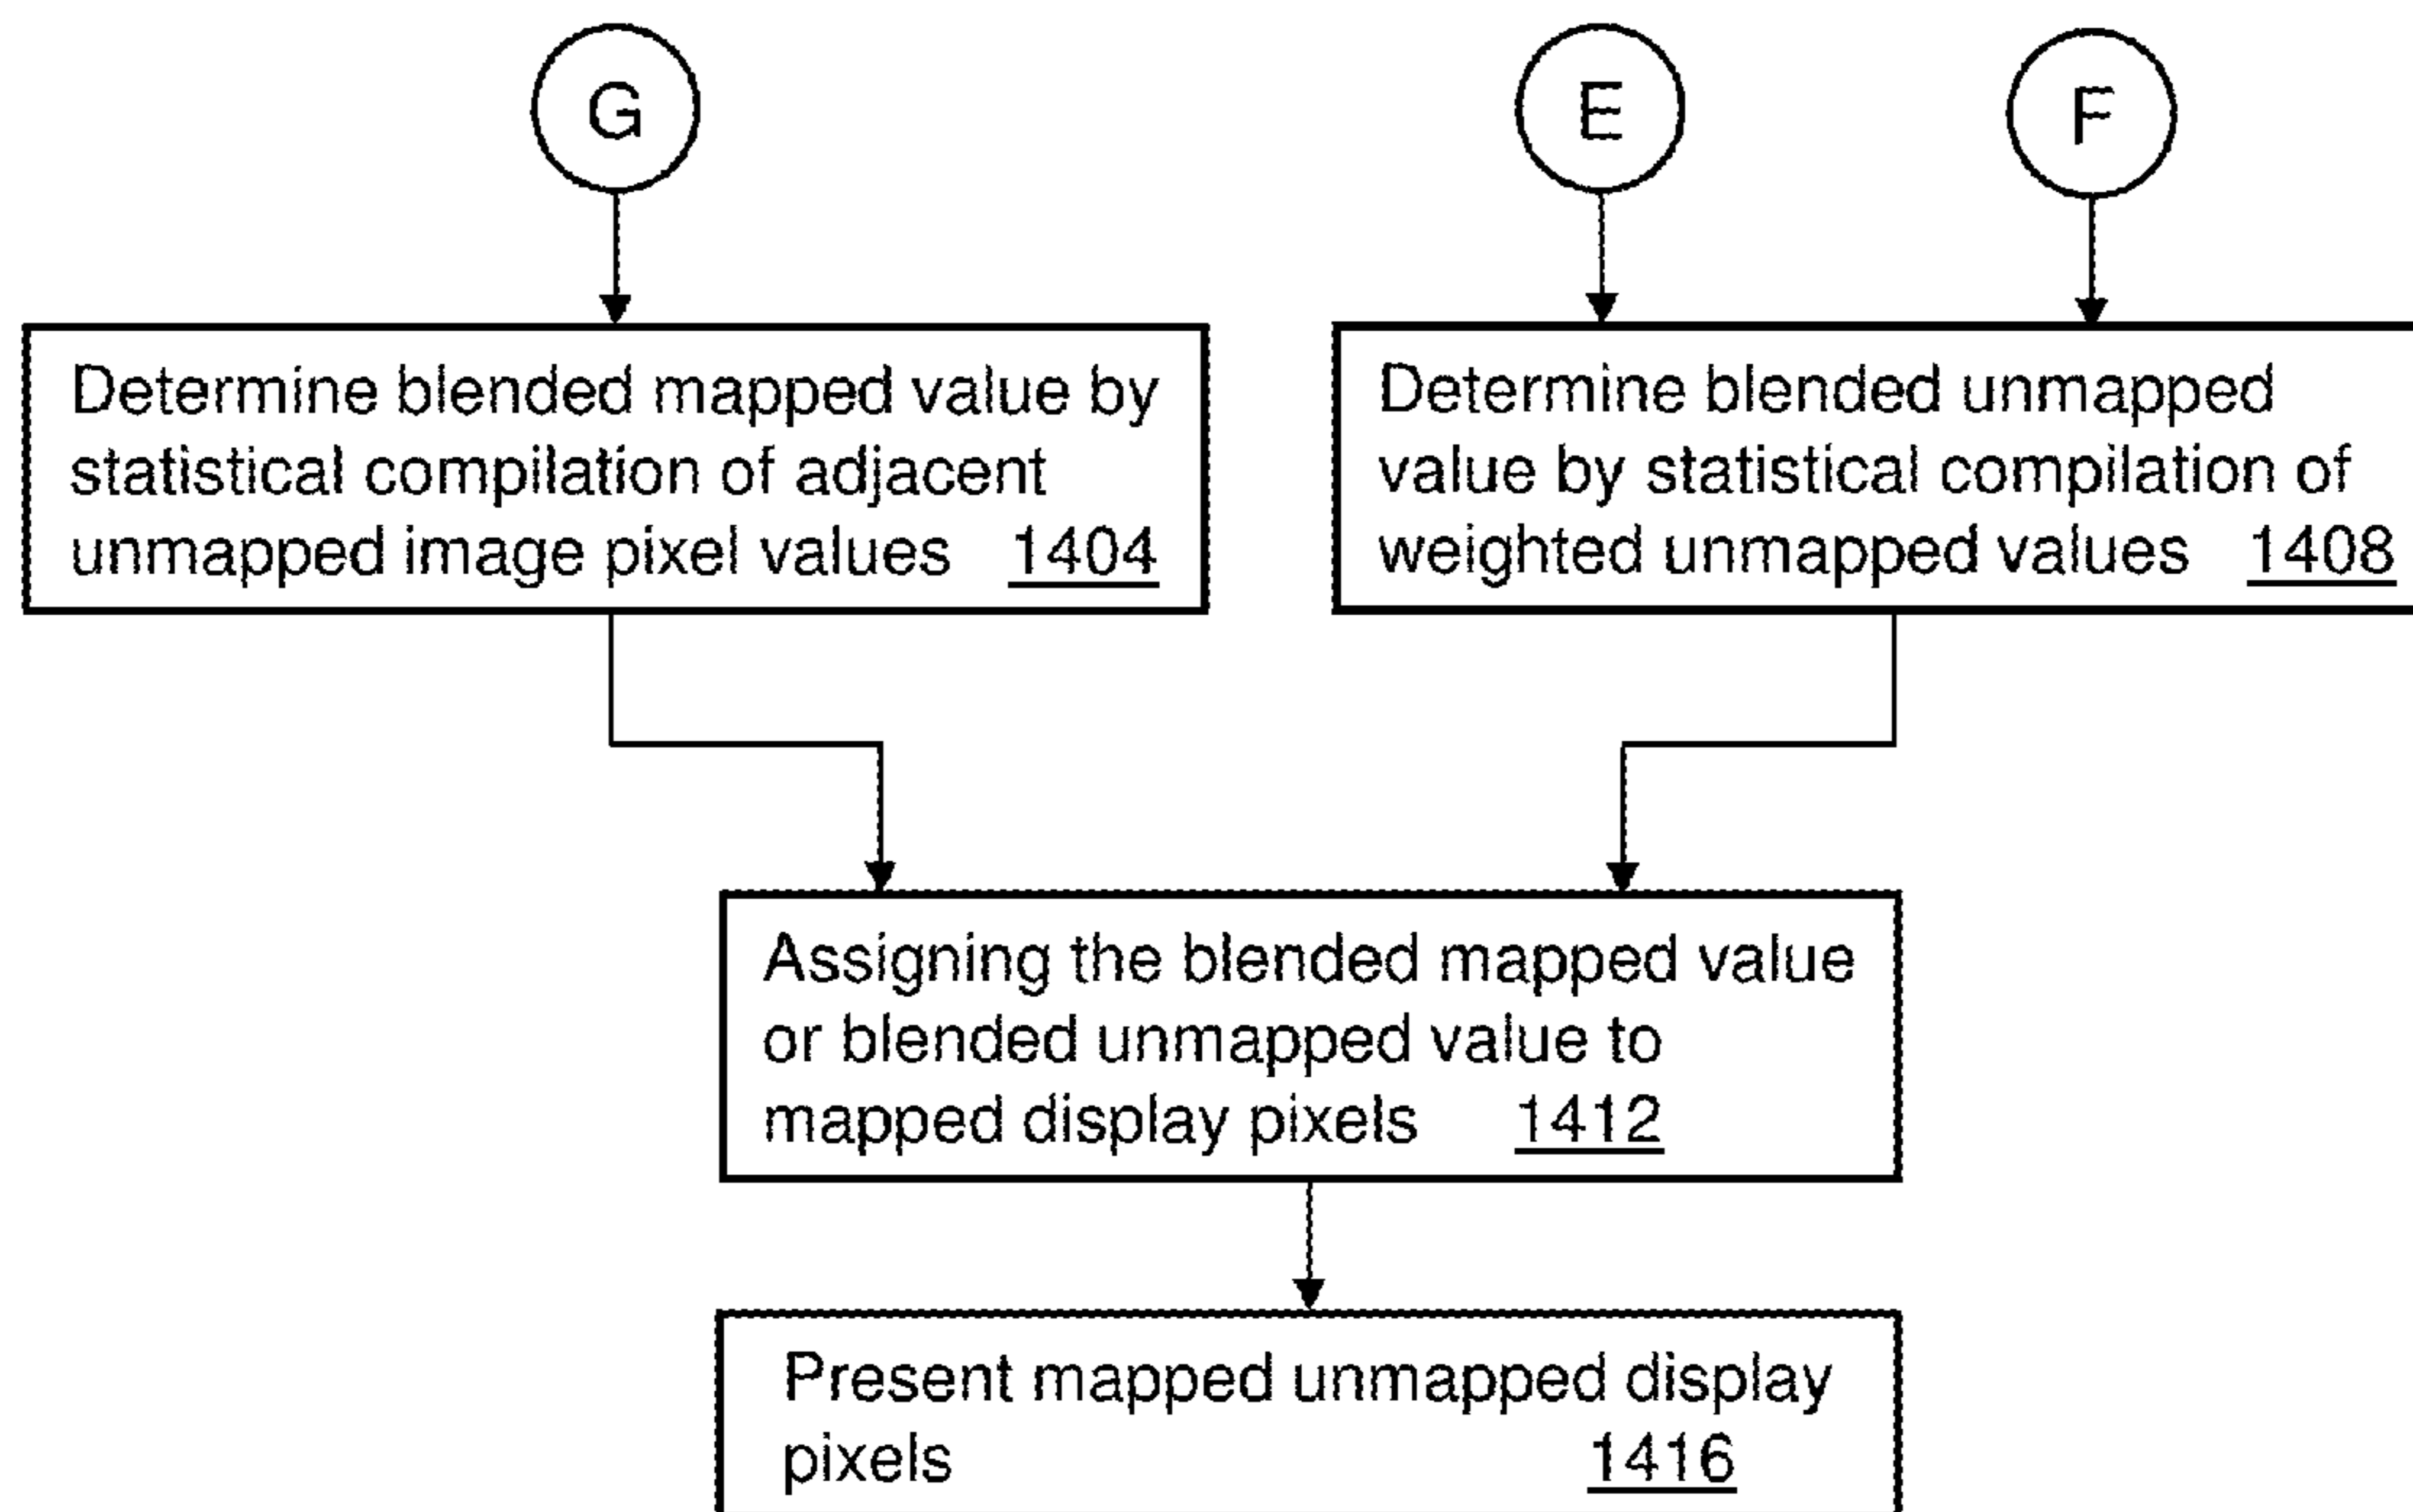 G
E
F
Determine blended mapped value by
statistical compilation of adjacent
unmapped image pixel values 1404
Determine blended unmapped
value by statistical compilation of
weighted unmapped values 1408
Assigning the blended mapped value
or blended unmapped value to
mapped display pixels 1412
Present mapped unmapped display
pixels 1416